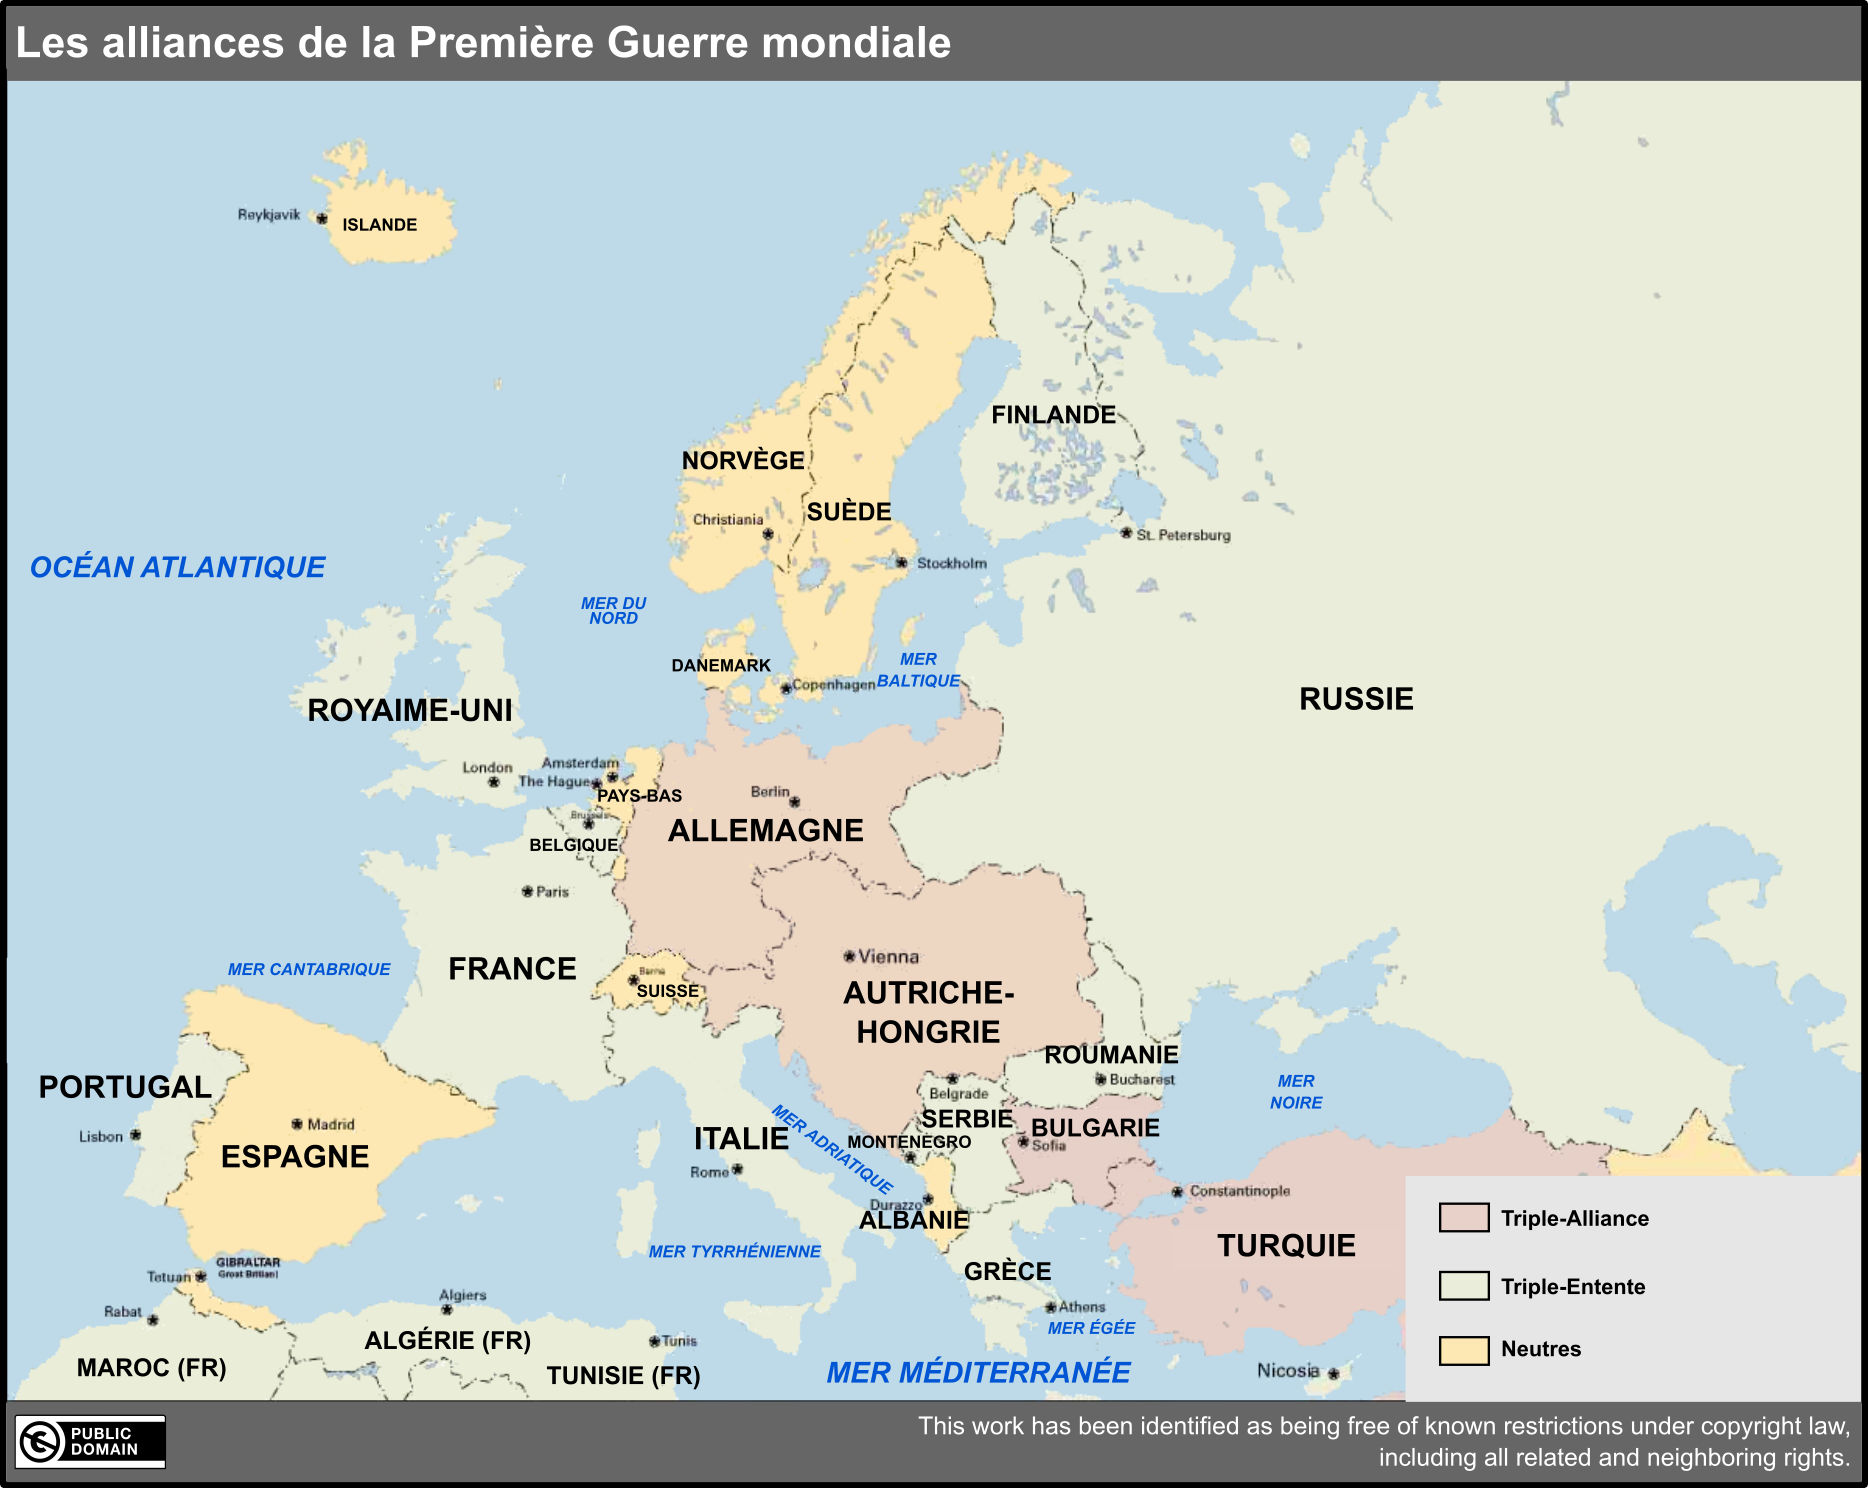 Les alliances de la Première Guerre mondiale
Reykjavik
ISLANDE
FINLANDE
NORVÈGE
SUÈDE
Christiania
St. Petersburg
Stockholm
OCÉAN ATLANTIQUE
MER DU
NORD
DANEMARK
MER
BALTIQUE
Copenhagen
RUSSIE
ROYAIME-UNI
London
Amsterdam
The Hague
PAYS-BAS
Berlin
Brussels
ALLEMAGNE
BELGIQUE
Paris
Vienna
MER CANTABRIQUE
FRANCE
Berne
SUISSE
AUTRICHE-
HONGRIE
ROUMANIE
Bucharest
MER
NOIRE
PORTUGAL
Lisbon
Madrid
ESPAGNE
Belgrade
SERBIE
MONTENEGRO
BULGARIE
Sofia
MER ADRIATIQUE
ITALIE
Rome
Durazzo
ALBANIE
Constantinople
TURQUIE
MER TYRRHÉNIENNE
GRÈCE
Athens
MER ÉGÉE
GIBRALTAR
Great Britian)
Tetuan
Rabat
Algiers
ALGÉRIE (FR)
MAROC (FR)
Tunis
TUNISIE (FR)
MER MÉDITERRANÉE
Nicosia
Triple-Alliance
Triple-Entente
Neutres
PUBLIC
DOMAIN
This work has been identified as being free of known restrictions under copyright law,
including all related and neighboring rights.